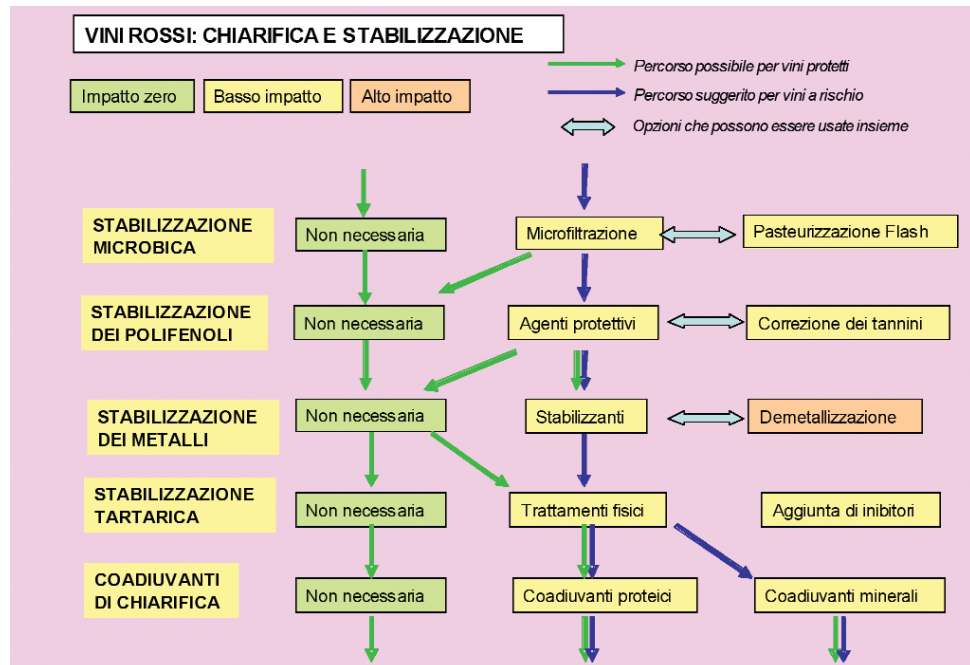 VINI ROSSI: CHIARIFICA E STABILIZZAZIONE
Percorso possibile per vini protetti
Impatto zero
Basso impatto
Alto impatto
Percorso suggerito per vini a rischio
Opzioni che possono essere usate insieme
STABILIZZAZIONE
MICROBICA
Non necessaria
Microfiltrazione
Pasteurizzazione Flash
STABILIZZAZIONE
DEI POLIFENOLI
Non necessaria
Agenti protettivi
Correzione dei tannini
STABILIZZAZIONE
DEI METALLI
Non necessaria
Stabilizzanti
Demetallizzazione
STABILIZZAZIONE
TARTARICA
Non necessaria
Trattamenti fisici
Aggiunta di inibitori
COADIUVANTI
DI CHIARIFICA
Non necessaria
Coadiuvanti proteici
Coadiuvanti minerali